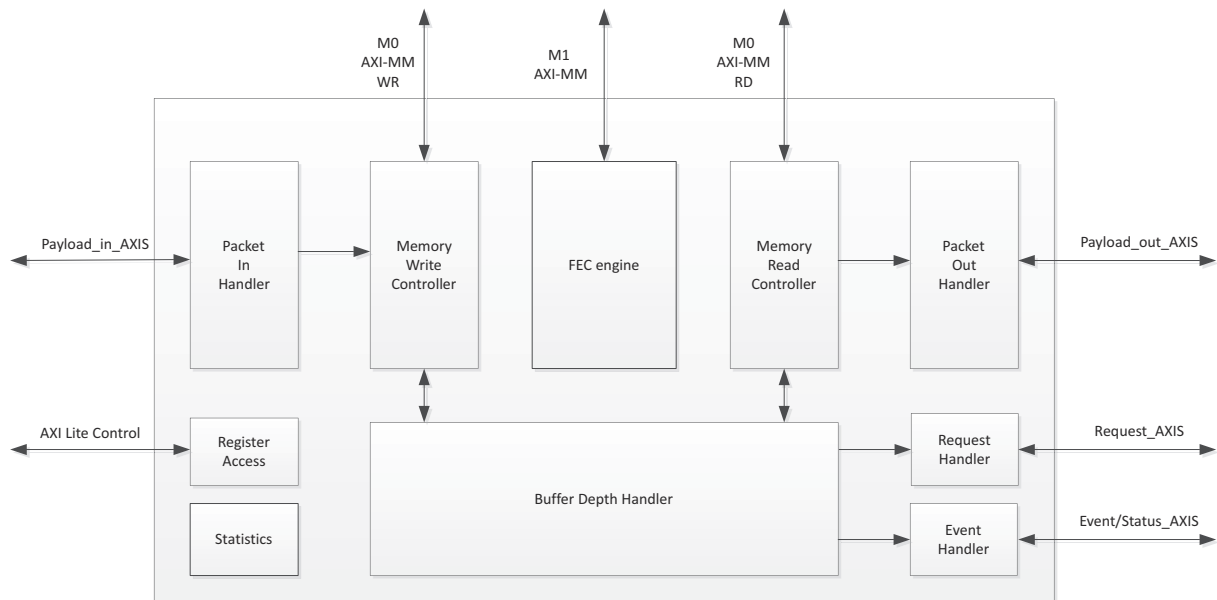 M0
AXI-MM
WR
M1
AXI-MM
M0
AXI-MM
RD
Payload_in_AXIS
Packet
In
Handler
Memory
Write
Controller
FEC engine
Memory
Read
Controller
Packet
Out
Handler
Payload_out_AXIS
AXI Lite Control
Register
Access
Request
Handler
Request_AXIS
Buffer Depth Handler
Statistics
Event
Handler
Event/Status_AXIS